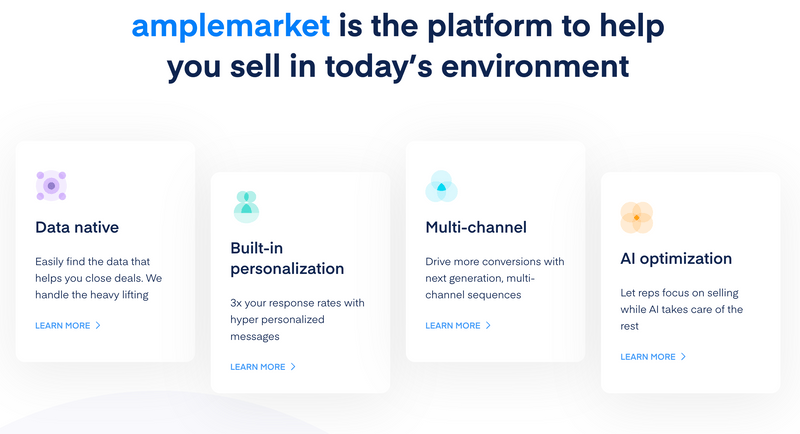 amplemarket is the platform to help
you sell in today's environment
Data native
Easily find the data that
helps you close deals. We
handle the heavy lifting
LEARN MORE
Built-in
personalization
3x your response rates with
hyper personalized
messages
LEARN MORE
Multi-channel
Drive more conversions with
next generation, multi-
channel sequences
LEARN MORE
AI optimization
Let reps focus on selling
while AI takes care of the
rest
LEARN MORE